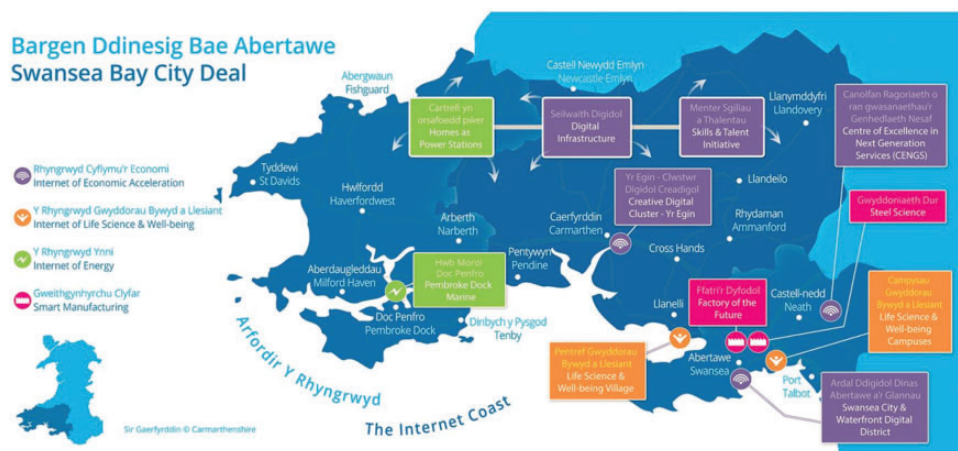 Bargen Ddinesig Bae Abertawe
Swansea Bay City Deal
Rhyngrwyd Cyflymu'r Economi
Internet of Economic Acceleration
Y Rhyngrwyd Gwyddorau Bywyd a Llesiant
Internet of Life Science & Well-being
Y Rhyngrwyd Ynni
Internet of Energy
Gweithgynhyrchu Clyfar
Smart Manufacturing
Sir Gaerfyrddin © Carmarthenshire
Abergwaun
Fishguard
Castell Newydd Emlyn
Newcastle Emlyn
Llanymddyfri
Llandovery
Cartrefi yn
orsafoedd pŵer
Homes as
Power Stations
Seilwaith Digidol
Digital
Infrastructure
Menter Sgiliau
a Thalentau
Skills & Talent
Initiative
Canolfan Ragoriaeth o
ran gwasanaethau'r
Genhedlaeth Nesaf
Centre of Excellence in
Next Generation
Services (CENGS)
Tyddewi
St Davids
Hwlfordd
Haverfordwest
Arberth
Narberth
Caerfyrddin
Carmarthen
Yr Egin - Clwstwr
Digidol Creadigol
Creative Digital
Cluster - Yr Egin
Llandeilo
Rhydaman
Ammanford
Gwyddoniaeth Dur
Steel Science
Cross Hands
Pentywyn
Pendine
Aberdaugleddau
Milford Haven
Hwb Morol
Doc Penfro
Pembroke Dock
Marine
Doc Penfro
Pembroke Dock
Dinbych y Pysgod
Tenby
Llanelli
Ffatri'r Dyfodol
Factory of the
Future
Castell-nedd
Neath
Campysau
Gwyddorau
Bywyd a Llesiant
Life Science &
Well-being
Campuses
Pentref Gwyddorau
Bywyd a Llesiant
Life Science &
Well-being Village
Abertawe
Swansea
Port
Talbot
Ardal Ddigidol Dinas
Abertawe a'r Glannau
Swansea City &
Waterfront Digital
District
Arfordir Y Rhyngrwyd
The Internet Coast